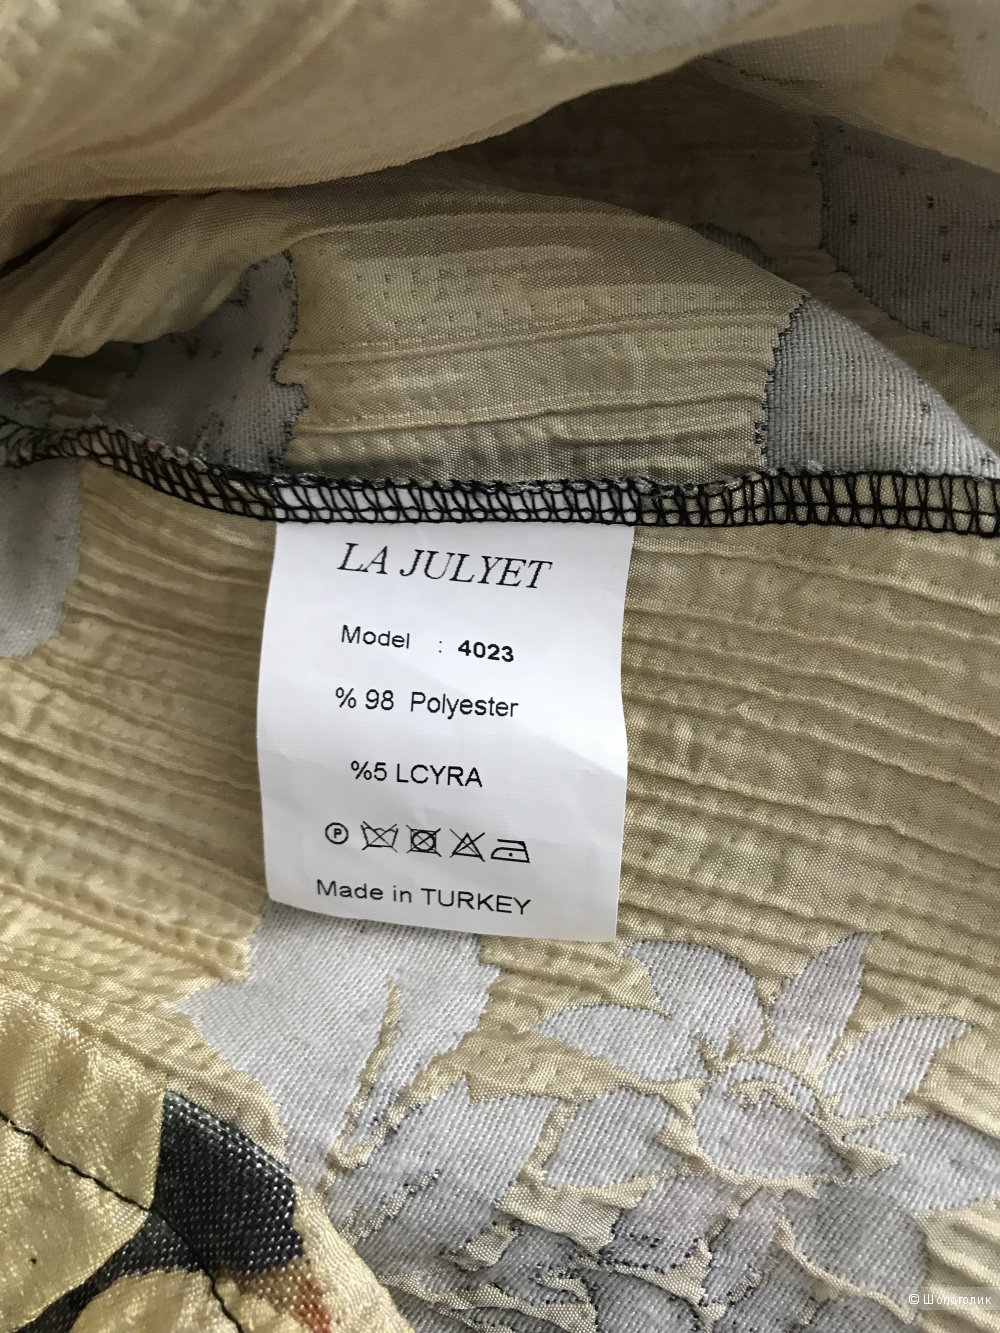 LA JULYET
Model : 4023
% 98 Polyester
%5 LCYRA
P
Made in TURKEY
© Шопоголик